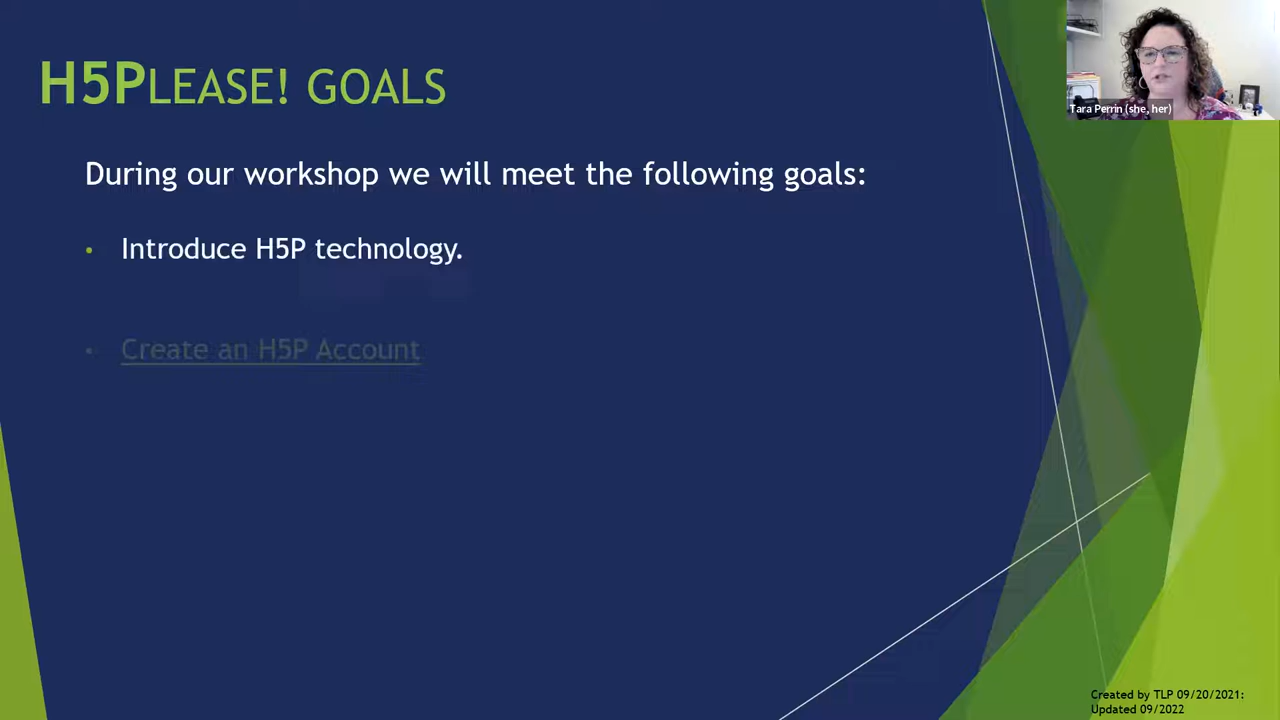 H5PLEASE! GOALS
Tara Perrin (she, her)
During our workshop we will meet the following goals:
• Introduce H5P technology.
• Create an H5P Account
Created by TLP 09/20/2021:
Updated 09/2022